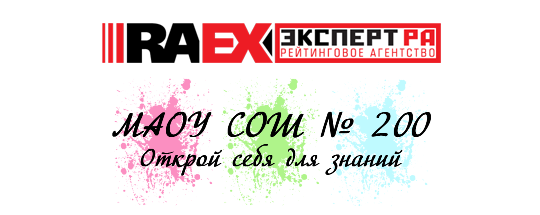 RAEX ЭКСПЕРТ РА
РЕЙТИНГОВОЕ АГЕНТСТВО
МАОУ СОШ № 200
Открой себя для знаний